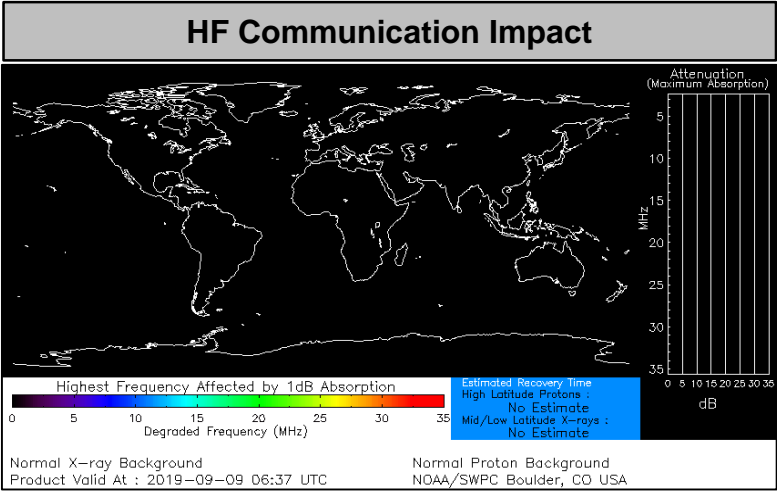 HF Communication Impact
Attenuation
(Maximum Absorption)
5
10
15
20
25
30
35
MHz
0 5 10 15 20 25 30 35
dB
Highest Frequency Affected by 1dB Absorption
0 5 10 15 20 25 30 35
Degraded Frequency (MHz)
Estimated Recovery Time
High Latitude Protons :
No Estimate
Mid/Low Latitude X-rays :
No Estimate
Normal X-ray Background
Normal Proton Background
Product Valid At : 2019-09-09 06:37 UTC
NOAA/SWPC Boulder, CO USA